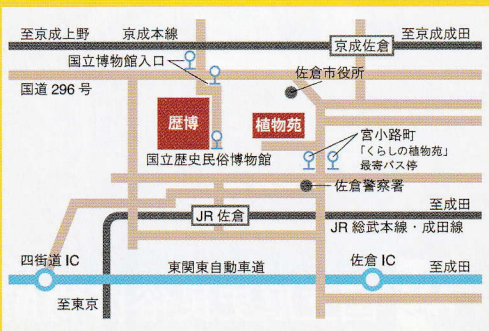 至京成上野
京成本線
至京成成田
京成佐倉
国立博物館入口
佐倉市役所
国道296号
歴博
植物苑
宮小路町
「くらしの植物苑」
最寄バス停
国立歴史民俗博物館
佐倉警察署
至成田
JR佐倉
JR 総武本線・成田線
四街道 IC
東関東自動車道
佐倉 IC
至成田
至東京